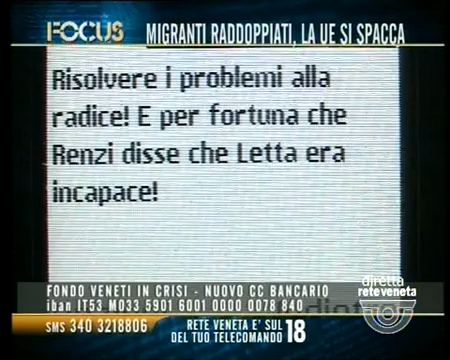 FOCUS
MIGRANTI RADDOPPIATI, LA UE SI SPACCA
Risolvere i problemi alla
radice! E per fortuna che
Renzi disse che Letta era
incapace!
FONDO VENETI IN CRISI - NUOVO CC BANCARIO
iban IT53 M033 5901 6001 0000 0078 840
diretta
reteveneta
SMS 340 3218806
RETE VENETA E' SUL
DEL TUO TELECOMANDO
18